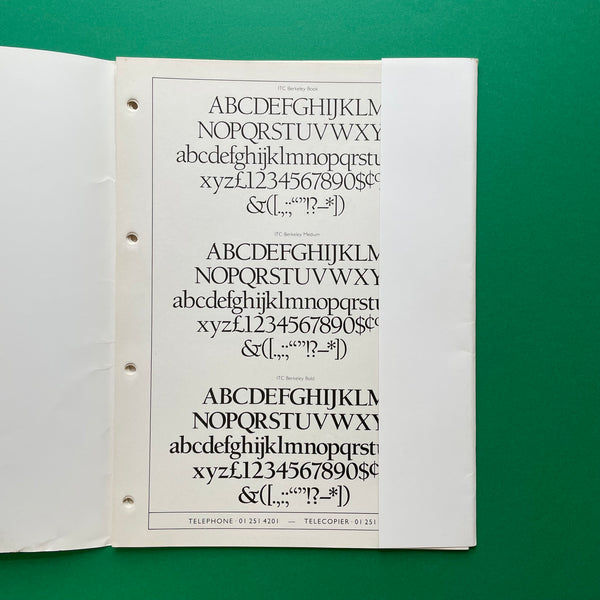 ITC Berkeley Book
ABCDEFGHIJKLM
NOPQRSTUVWXY
abcdefghijklmnopqrstu
xyz£1234567890$¢%
&([.,:;“”!?–*])
ITC Berkeley Medium
ABCDEFGHIJKLM
NOPQRSTUVWXY
abcdefghijklmnopqrstu
xyz£1234567890$¢%
&([.,:;“”!?–*])
ITC Berkeley Bold
ABCDEFGHIJKLM
NOPQRSTUVWXY
abcdefghijklmnopqrstu
xyz£1234567890$¢%
&([.,:;“”!?–*])
TELEPHONE · 01 251 4201 — TELECOPIER · 01 251